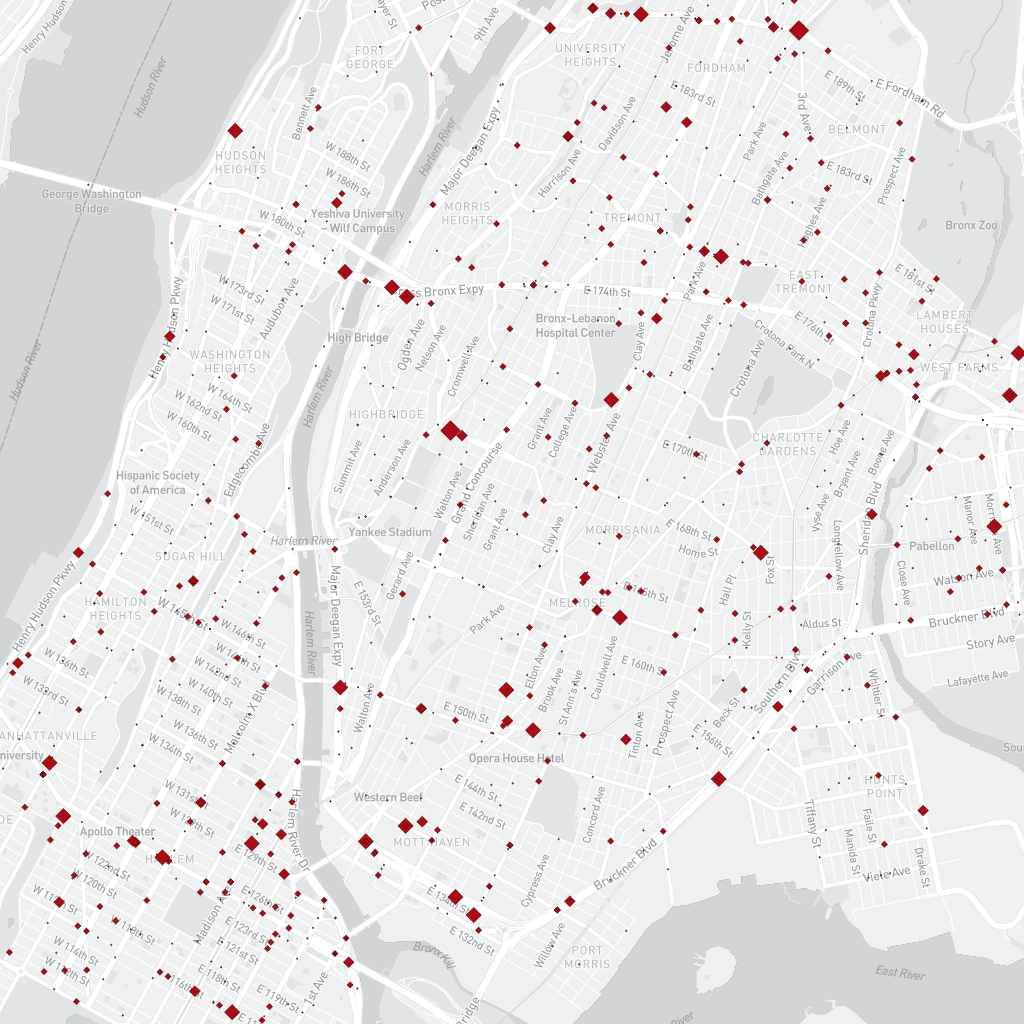 Henry Hudson
FORT
GEORGE
9th Ave
UNIVERSITY
HEIGHTS
Jerome Ave
FORDHAM
E 183rd St
E 189th St
E Fordham Rd
3rd Ave
Hudson River
Bennett Ave
Harlem River
Major Deegan Expy
Davidson Ave
BELMONT
Park Ave
Bathgate Ave
E 183rd St
Prospect Ave
HUDSON
HEIGHTS
W 188th St
W 186th St
Harrison Ave
George Washington
Bridge
W 180th St
Yeshiva University
- Wilf Campus
MORRIS
HEIGHTS
TREMONT
Hughes Ave
Bronx Zoo
W 173rd St
W 171st St
Audubon Ave
Henry Hudson Pkwy
Cross Bronx Expy
E 174th St
Park Ave
EAST
TREMONT
E 181st St
Crotona Pkwy
LAMBERT
HOUSES
High Bridge
Ogden Ave
Nelson Ave
Cromwell Ave
Bronx-Lebanon
Hospital Center
Clay Ave
Bathgate Ave
E 176th St
Crotona Park N
Crotona Ave
WEST FARMS
Hudson River
WASHINGTON
HEIGHTS
W 164th St
W 162nd St
W 160th St
Edgecombe Ave
Harlem River
HIGHBRIDGE
Summit Ave
Anderson Ave
Walton Ave
Grand Concourse
Sheridan Ave
Grant Ave
Grant Ave
College Ave
Webster Ave
E 170th St
CHARLOTTE
GARDENS
Hoe Ave
Bryant Ave
Boone Ave
Vyse Ave
Longfellow Ave
Sheridan Blvd
Hispanic Society
of America
W 151st St
SUGAR HILL
Harlem River
Yankee Stadium
Clay Ave
MORRISANIA
E 168th St
Home St
Manor Ave
Pabellon
Close Ave
Watson Ave
Henry Hudson Pkwy
HAMILTON
HEIGHTS
W 145th St
W 146th St
W 144th St
W 142nd St
W 140th St
W 138th St
W 136th St
W 134th St
W 136th St
W 133rd St
Malcolm X Blvd
Major Deegan Expy
Harlem River
E 153rd St
Gerard Ave
Park Ave
MELROSE
E 165th St
Hall Pl
Fox St
Kelly St
Aldus St
Bruckner Blvd
Story Ave
Lafayette Ave
Elton Ave
Brook Ave
St Ann's Ave
Cauldwell Ave
E 160th St
Prospect Ave
Tinton Ave
Beck St
E 156th St
Southern Blvd
Garrison Ave
Whittier St
Walton Ave
E 150th St
Opera House Hotel
MANHATTANVILLE
W 131st St
W 129th St
Apollo Theater
HARLEM
W 122nd St
W 120th St
W 118th St
W 114th St
W 112th St
W 116th St
Madison Ave
E 129th St
E 126th St
E 123rd St
E 121st St
E 118th St
E 119th St
1st Ave
Harlem River Dr
Western Beef
E 144th St
E 142nd St
MOTT HAVEN
E 134th St
E 132nd St
Cypress Ave
Concord Ave
Bruckner Blvd
Willow Ave
PORT
MORRIS
Bronx Kill
HUNTS
POINT
Tiffany St
Manida St
Faile St
Drake St
Viele Ave
East River